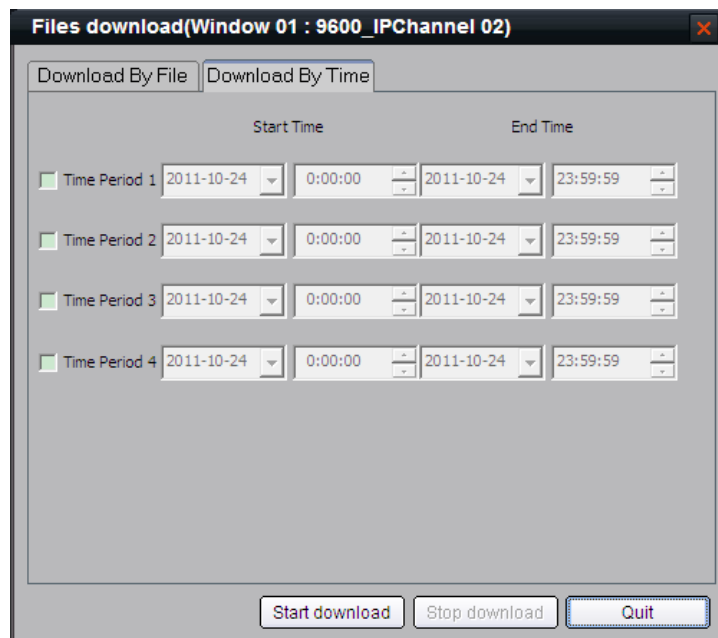 Files download(Window 01 : 9600_IPChannel 02)
Download By File Download By Time
Start Time End Time
Time Period 1 2011-10-24 0:00:00 2011-10-24 23:59:59
Time Period 2 2011-10-24 0:00:00 2011-10-24 23:59:59
Time Period 3 2011-10-24 0:00:00 2011-10-24 23:59:59
Time Period 4 2011-10-24 0:00:00 2011-10-24 23:59:59
Start download Stop download Quit